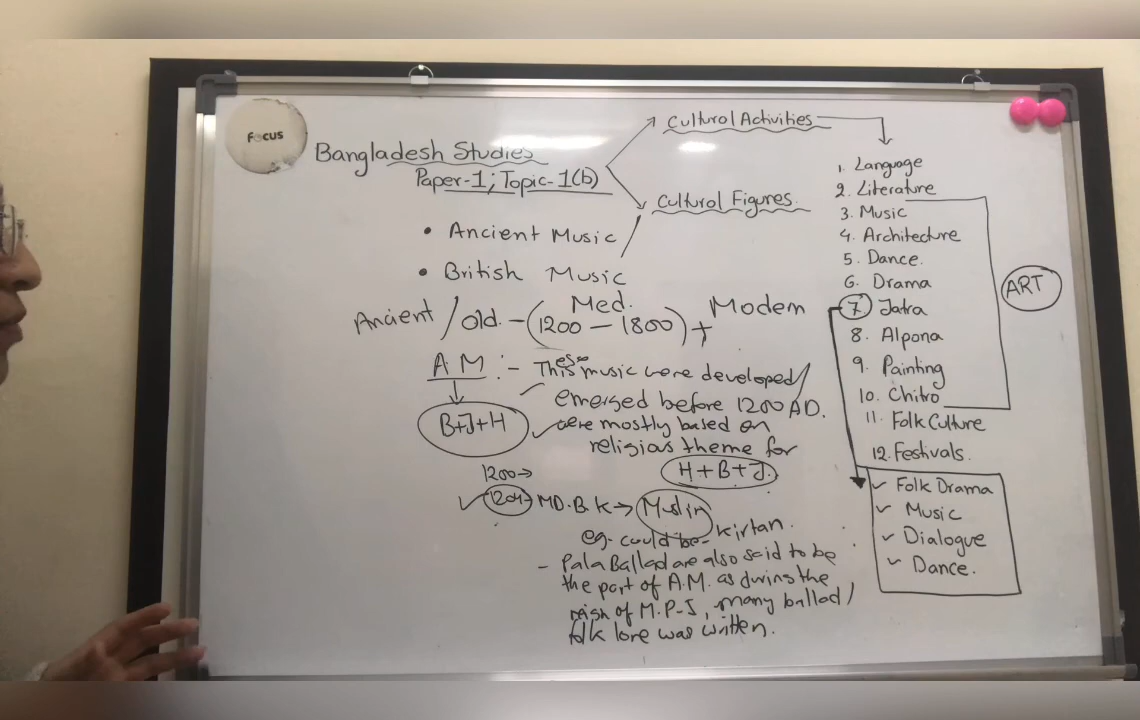 FOCUS
Bangladesh Studies
Paper-1; Topic-1(b)
Cultural Activities
Cultural Figures.
• Ancient Music
• British Music
Ancient / old. - (Med. 1200 - 1800) + Modern
A M :- These music were developed/
emerged before 1200 AD.
B+J+H
were mostly based on
religious theme for
H+B+J.
1200→
1204→ MD. B K → Muslim
eg. could be kirtan.
- Pala Ballad are also said to be
the part of A.M. as during the
reign of M.P-I, many ballad/
folk lore was written.
1. Language
2. Literature
3. Music
4. Architecture
5. Dance.
6. Drama
7. Jatra
8. Alpona
9. Painting
10. Chitro
11. Folk Culture
12. Festivals.
ART
Folk Drama
Music
Dialogue
Dance.